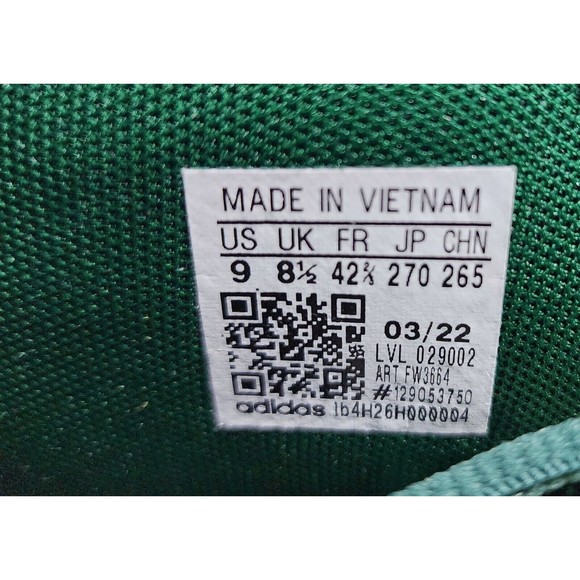 MADE IN VIETNAM
US UK FR JP CHN
9 8½ 42⅔ 270 265
03/22
LVL 029002
ART FW3664
#129053750
adidas 1b4H26H000004